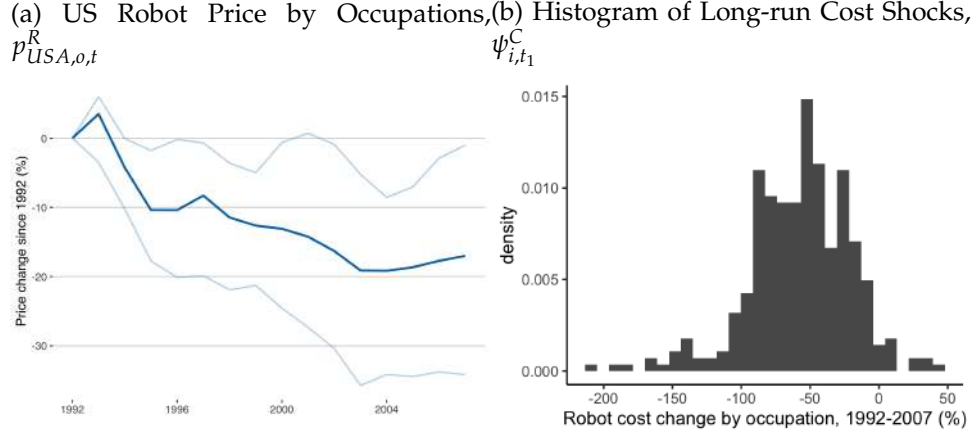 (a) US Robot Price by Occupations,
p^R_{USA,o,t}
(b) Histogram of Long-run Cost Shocks,
ψ^C_{i,t_1}
Price change since 1992 (%)
0
-10
-20
-30
1992
1996
2000
2004
density
0.015
0.010
0.005
0.000
-200
-150
-100
-50
0
50
Robot cost change by occupation, 1992-2007 (%)